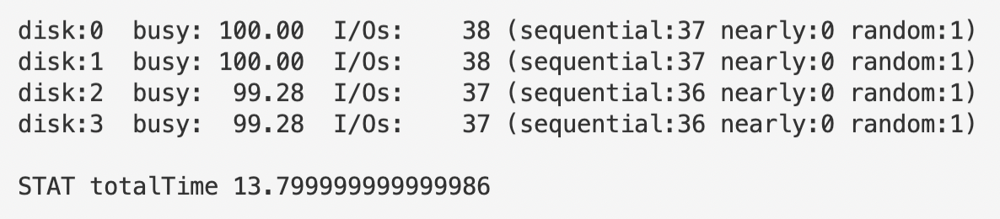 disk:0  busy: 100.00  I/Os:    38 (sequential:37 nearly:0 random:1)
disk:1  busy: 100.00  I/Os:    38 (sequential:37 nearly:0 random:1)
disk:2  busy:  99.28  I/Os:    37 (sequential:36 nearly:0 random:1)
disk:3  busy:  99.28  I/Os:    37 (sequential:36 nearly:0 random:1)

STAT totalTime 13.799999999999986